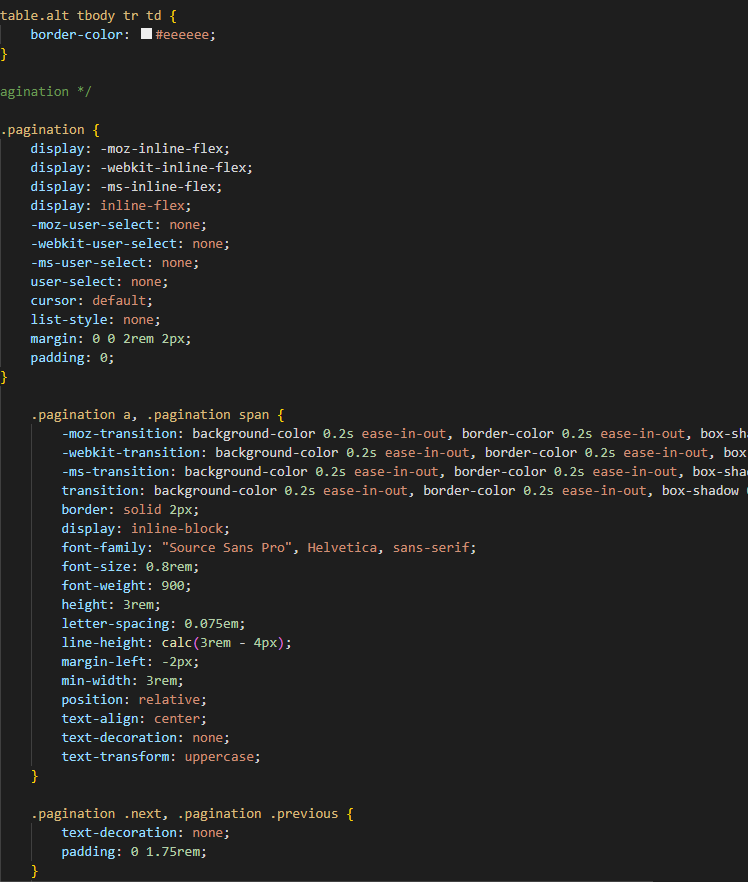 table.alt tbody tr td {
border-color: #eeeeee;
}
agination */
.pagination {
display: -moz-inline-flex;
display: -webkit-inline-flex;
display: -ms-inline-flex;
display: inline-flex;
-moz-user-select: none;
-webkit-user-select: none;
-ms-user-select: none;
user-select: none;
cursor: default;
list-style: none;
margin: 0 0 2rem 2px;
padding: 0;
}
.pagination a, .pagination span {
-moz-transition: background-color 0.2s ease-in-out, border-color 0.2s ease-in-out, box-sh
-webkit-transition: background-color 0.2s ease-in-out, border-color 0.2s ease-in-out, box
-ms-transition: background-color 0.2s ease-in-out, border-color 0.2s ease-in-out, box-shad
transition: background-color 0.2s ease-in-out, border-color 0.2s ease-in-out, box-shadow
border: solid 2px;
display: inline-block;
font-family: "Source Sans Pro", Helvetica, sans-serif;
font-size: 0.8rem;
font-weight: 900;
height: 3rem;
letter-spacing: 0.075em;
line-height: calc(3rem - 4px);
margin-left: -2px;
min-width: 3rem;
position: relative;
text-align: center;
text-decoration: none;
text-transform: uppercase;
}
.pagination .next, .pagination .previous {
text-decoration: none;
padding: 0 1.75rem;
}